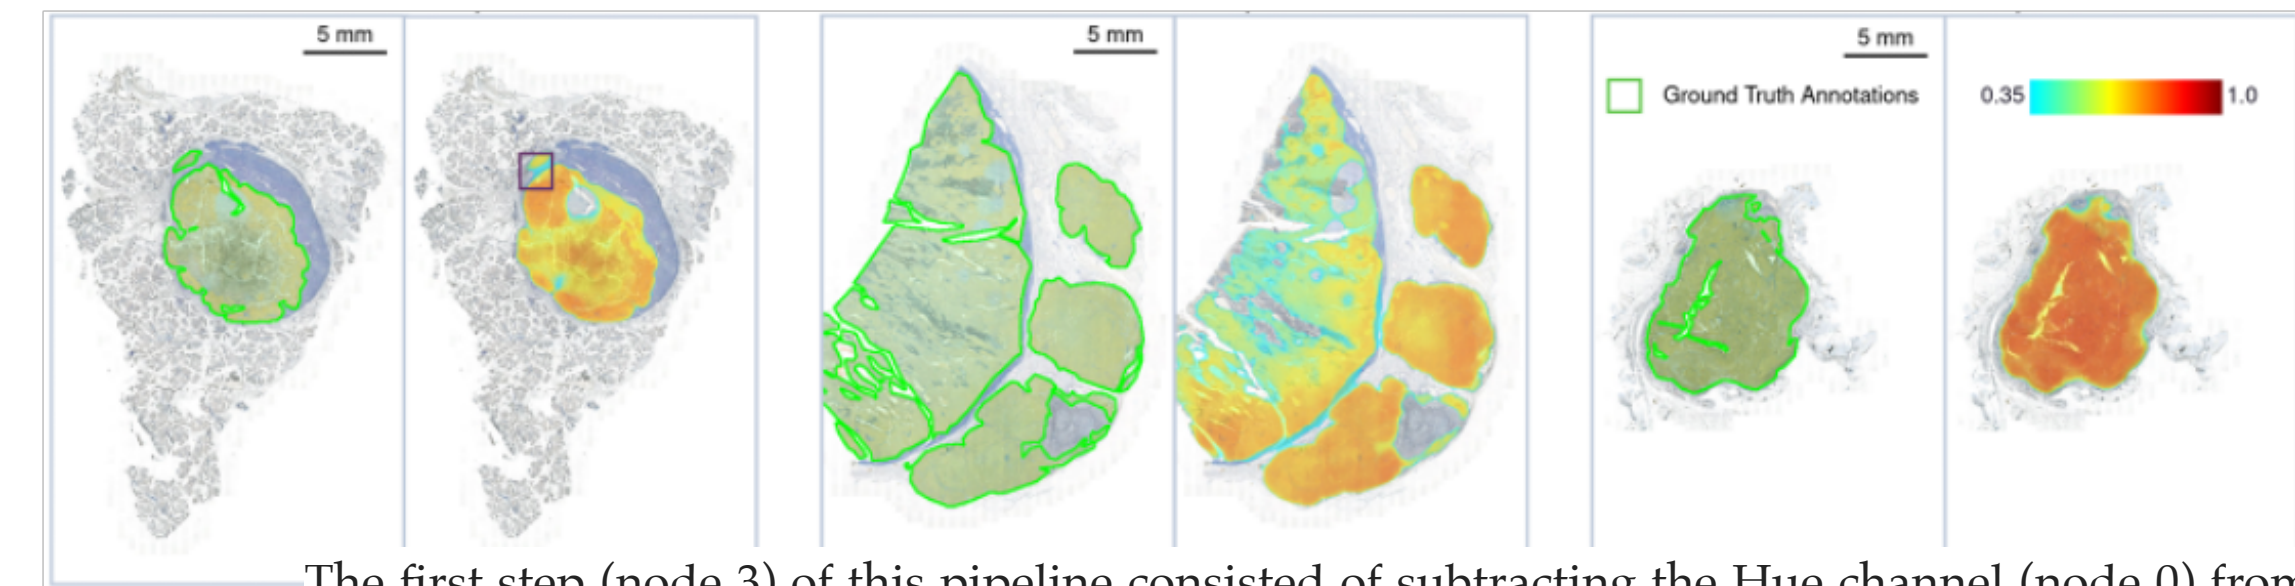 5 mm
5 mm
5 mm
Ground Truth Annotations
0.35
1.0
The first step (node 3) of this pipeline consisted of subtracting the Hue channel (node 0) from